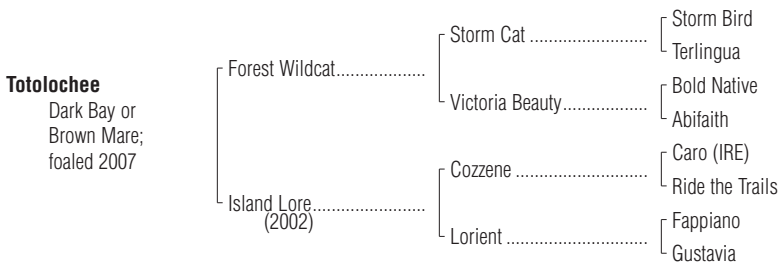 Totolochee
Dark Bay or
Brown Mare;
foaled 2007
Forest Wildcat...................
Island Lore........................
(2002)
Storm Cat .........................
Victoria Beauty..................
Cozzene ............................
Lorient ..............................
Storm Bird
Terlingua
Bold Native
Abifaith
Caro (IRE)
Ride the Trails
Fappiano
Gustavia